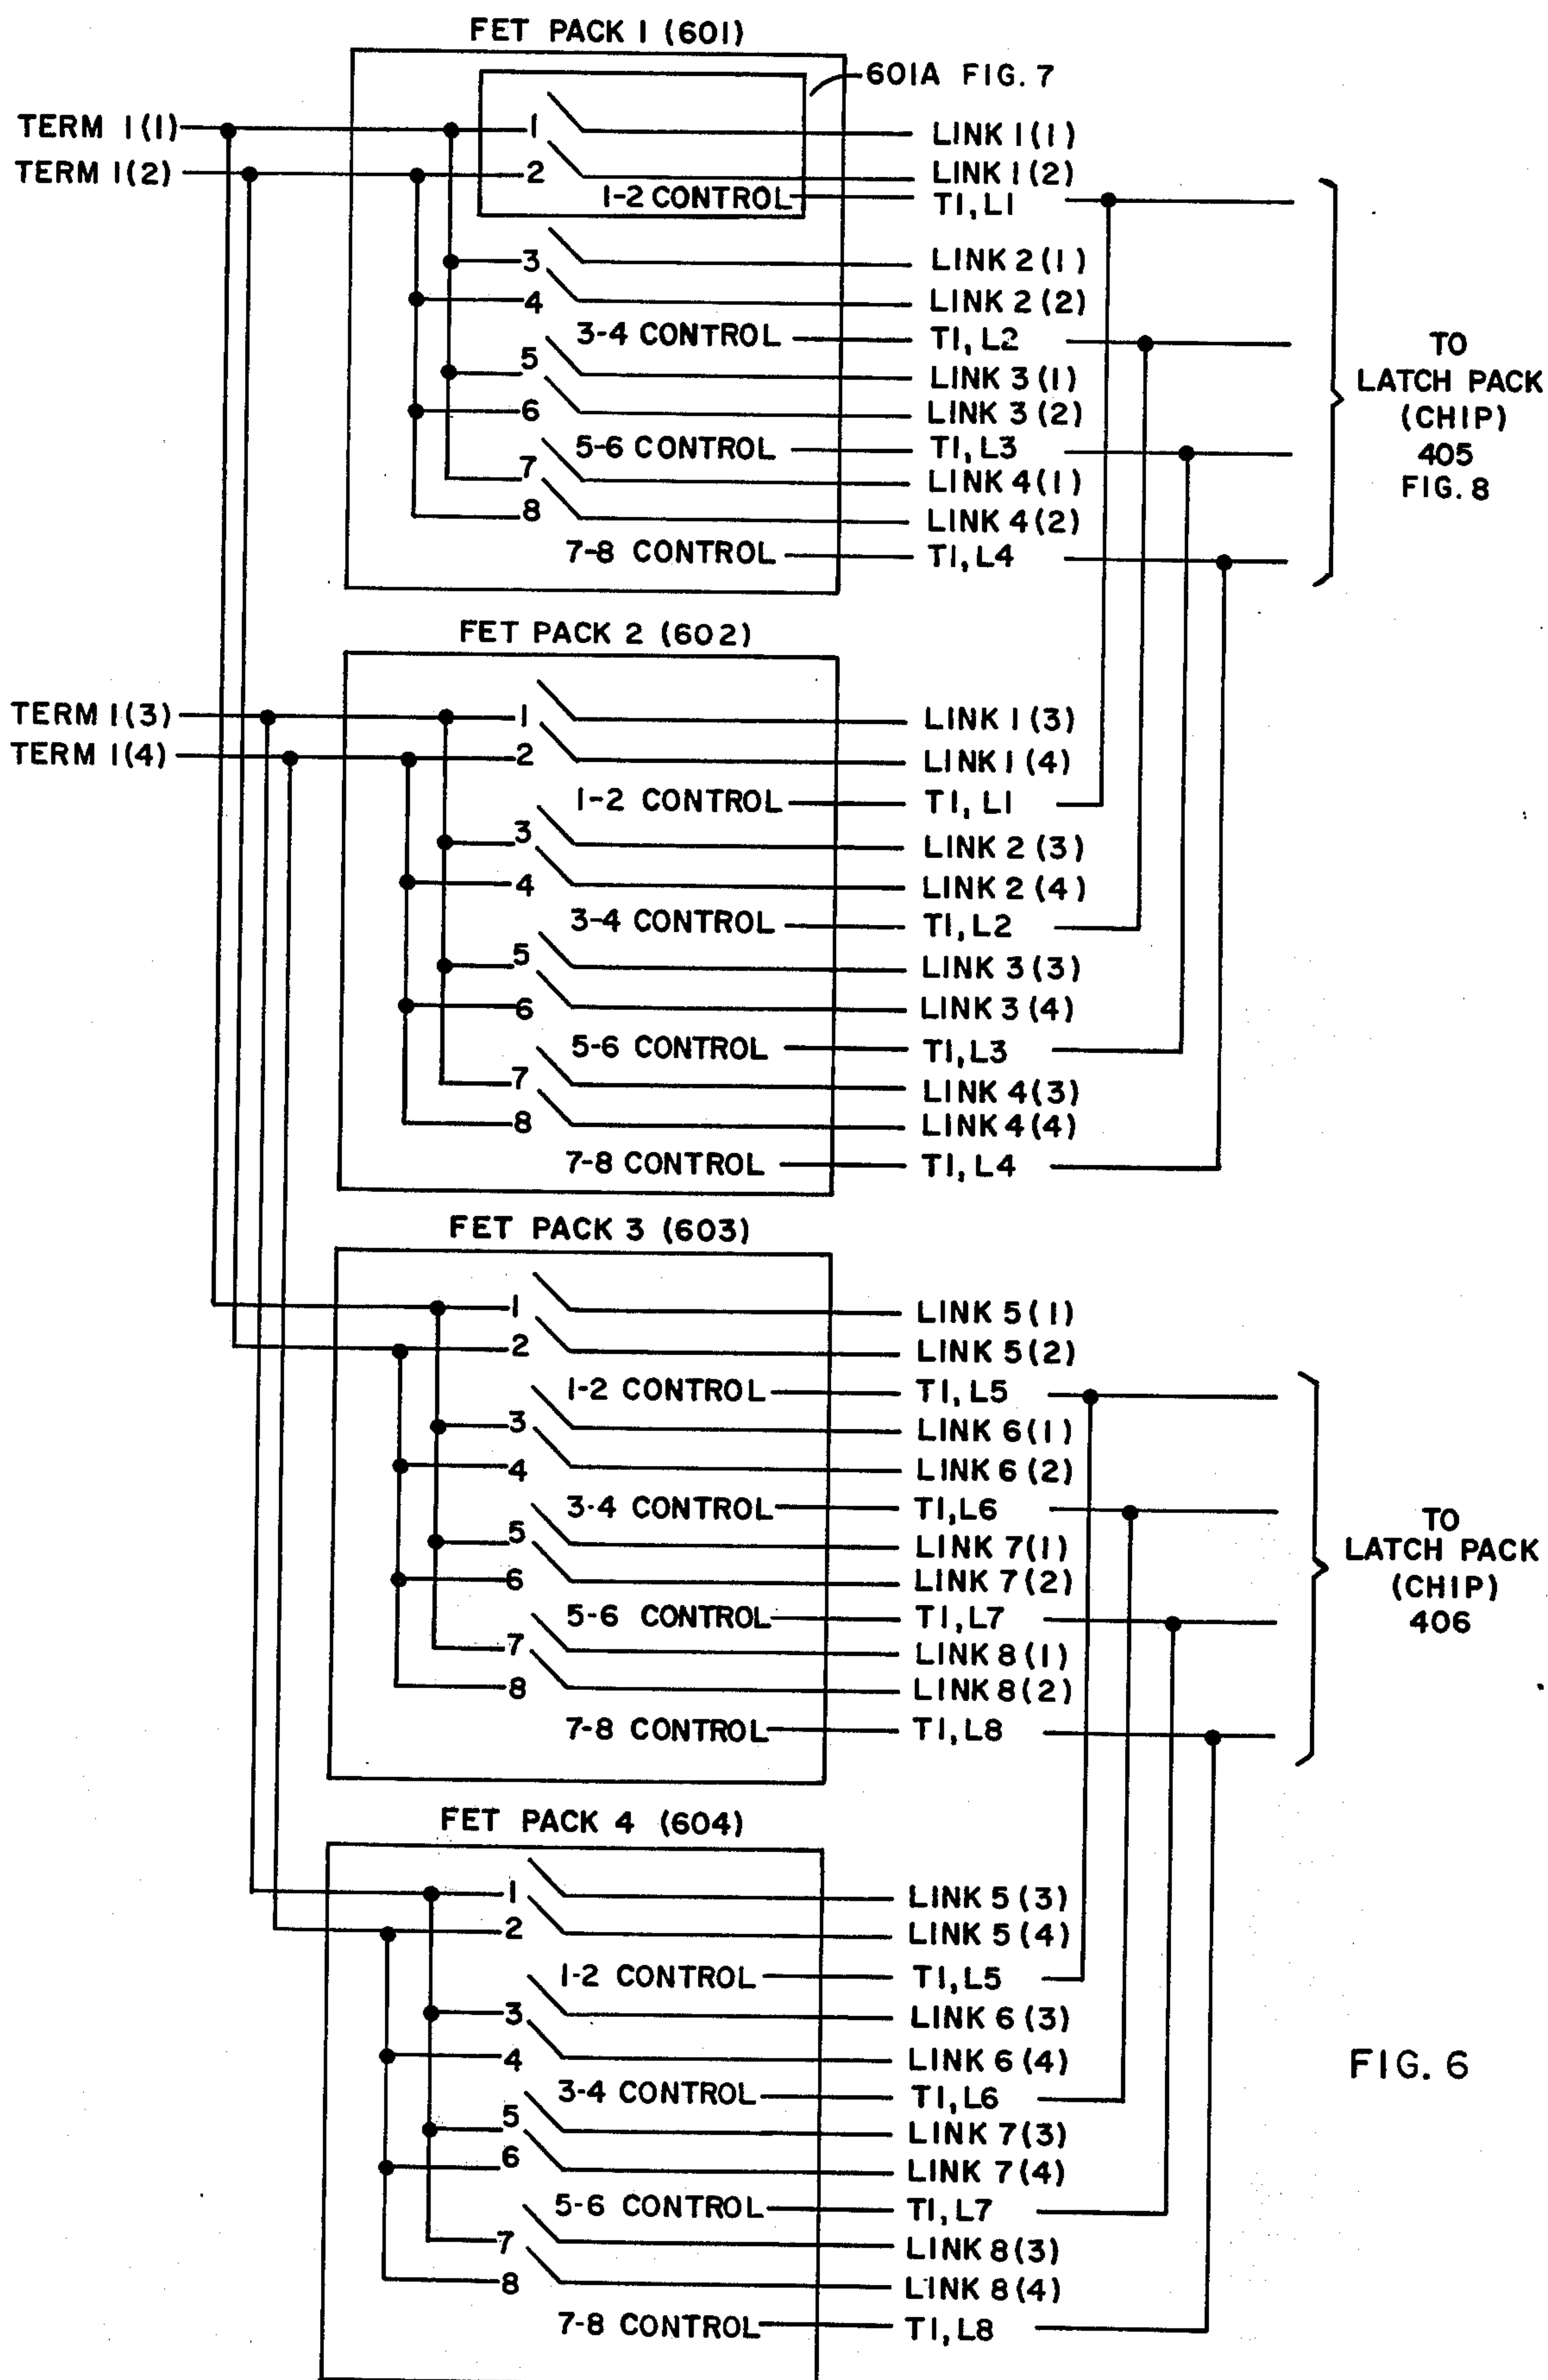 FET PACK 1 (601)
601A FIG. 7
TERM 1(1)
1
LINK 1(1)
TERM 1(2)
2
LINK 1(2)
1-2 CONTROL
T1, L1
3
LINK 2(1)
4
LINK 2(2)
3-4 CONTROL
T1, L2
5
LINK 3(1)
6
LINK 3(2)
5-6 CONTROL
T1, L3
7
LINK 4(1)
8
LINK 4(2)
7-8 CONTROL
T1, L4
TO
LATCH PACK
(CHIP)
405
FIG. 8
FET PACK 2 (602)
TERM 1(3)
1
LINK 1(3)
TERM 1(4)
2
LINK 1(4)
1-2 CONTROL
T1, L1
3
LINK 2(3)
4
LINK 2(4)
3-4 CONTROL
T1, L2
5
LINK 3(3)
6
LINK 3(4)
5-6 CONTROL
T1, L3
7
LINK 4(3)
8
LINK 4(4)
7-8 CONTROL
T1, L4
FET PACK 3 (603)
1
LINK 5(1)
2
LINK 5(2)
1-2 CONTROL
T1, L5
3
LINK 6(1)
4
LINK 6(2)
3-4 CONTROL
T1, L6
5
LINK 7(1)
6
LINK 7(2)
5-6 CONTROL
T1, L7
7
LINK 8(1)
8
LINK 8(2)
7-8 CONTROL
T1, L8
TO
LATCH PACK
(CHIP)
406
FET PACK 4 (604)
1
LINK 5(3)
2
LINK 5(4)
1-2 CONTROL
T1, L5
3
LINK 6(3)
4
LINK 6(4)
3-4 CONTROL
T1, L6
5
LINK 7(3)
6
LINK 7(4)
5-6 CONTROL
T1, L7
7
LINK 8(3)
8
LINK 8(4)
7-8 CONTROL
T1, L8
FIG. 6